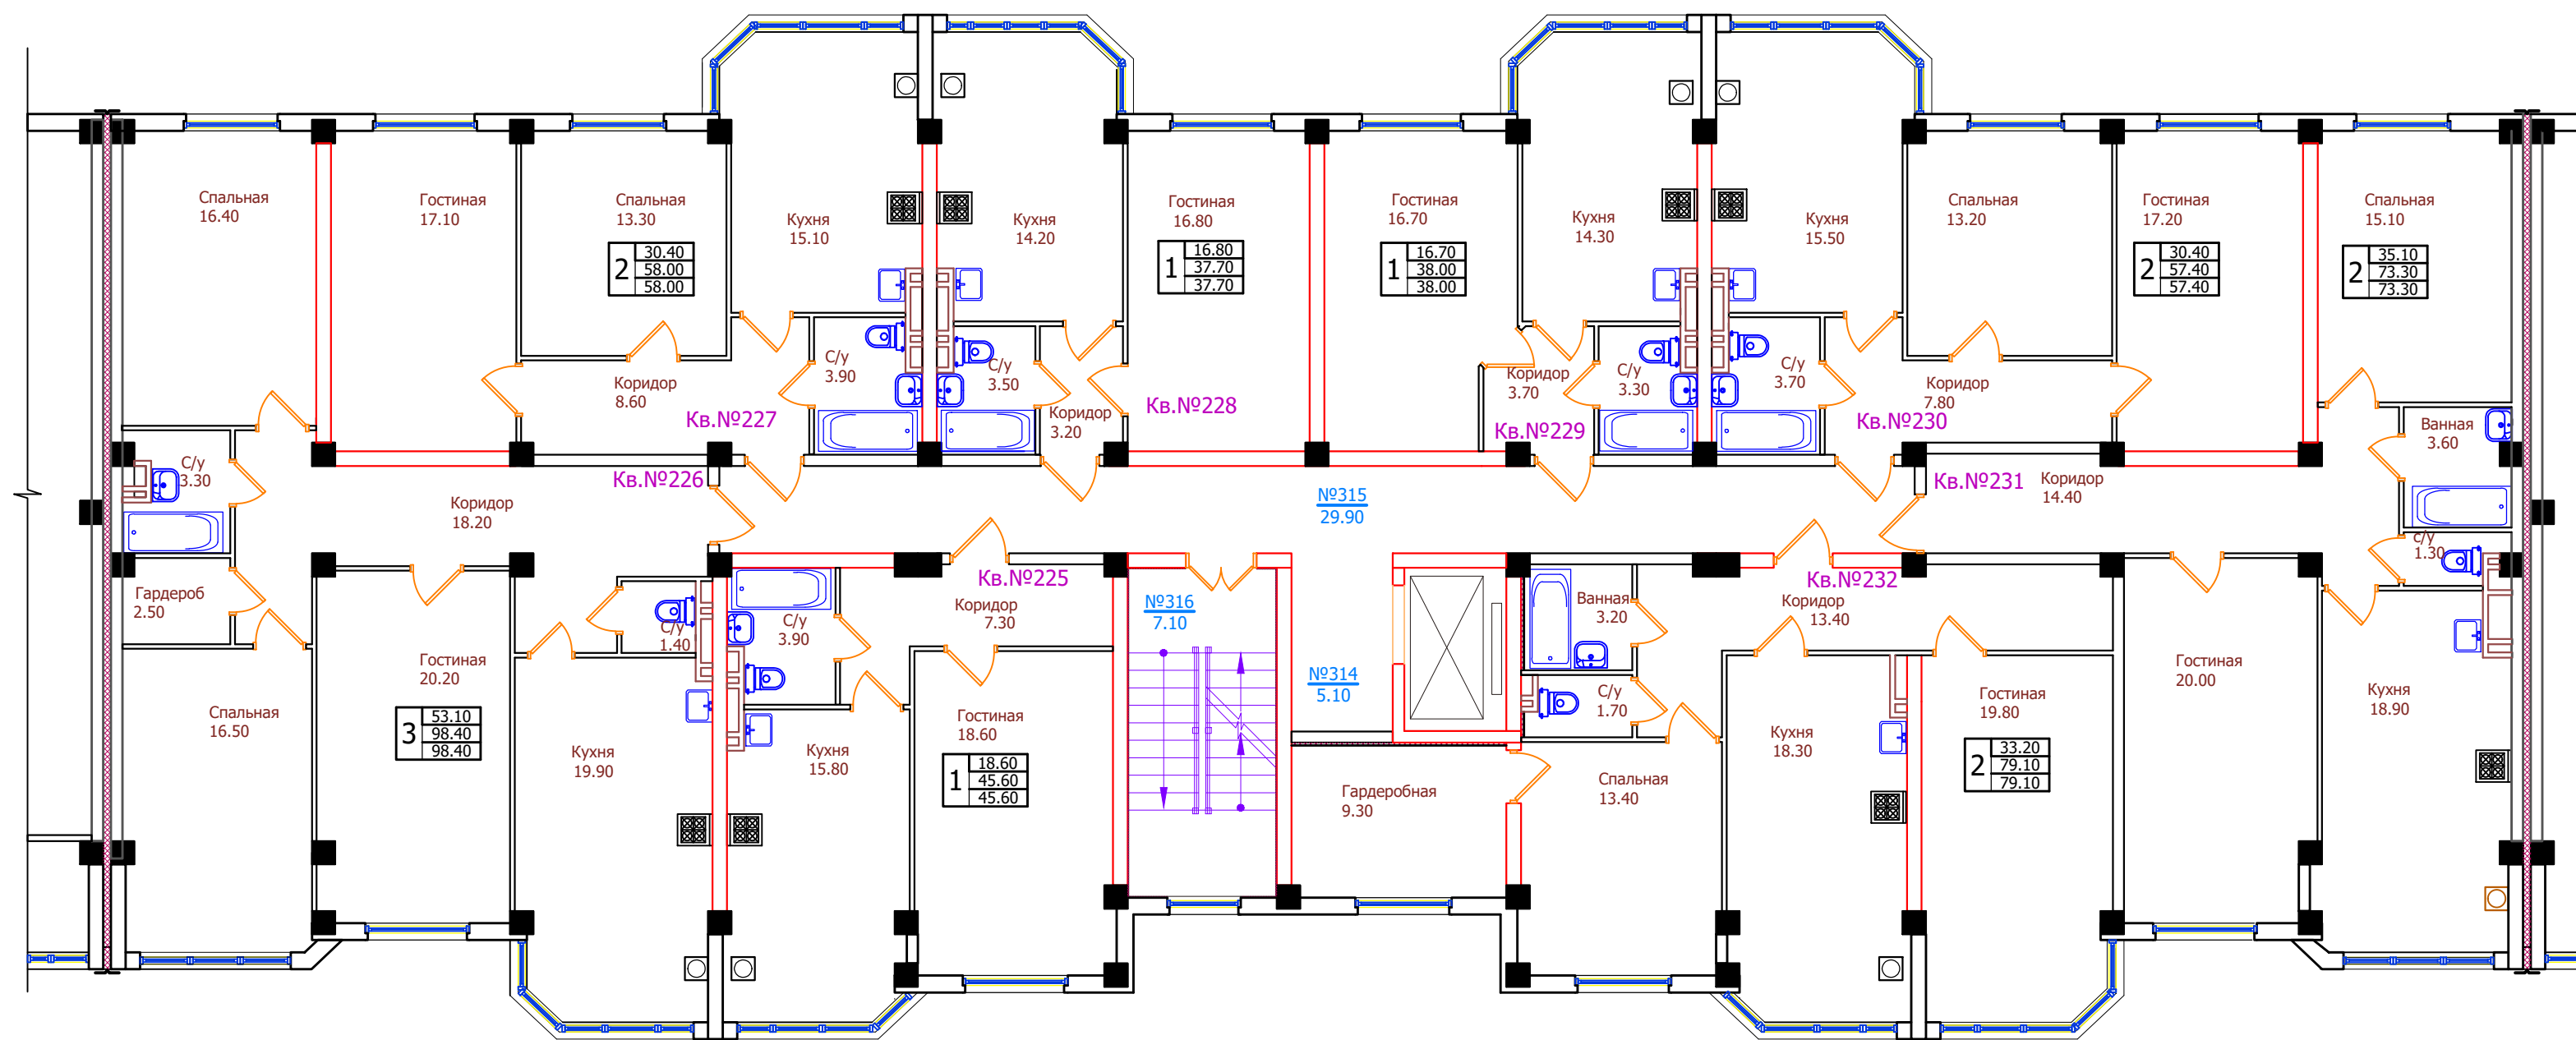 Спальная
16.40
Гостиная
17.10
Спальная
13.30
2
30.40
58.00
58.00
Кухня
15.10
Кухня
14.20
Гостиная
16.80
1
16.80
37.70
37.70
Гостиная
16.70
1
16.70
38.00
38.00
Кухня
14.30
Кухня
15.50
Спальная
13.20
Гостиная
17.20
2
30.40
57.40
57.40
Спальная
15.10
2
35.10
73.30
73.30
Коридор
8.60
С/у
3.90
С/у
3.50
Коридор
3.20
Коридор
3.70
С/у
3.30
С/у
3.70
Коридор
7.80
Ванная
3.60
Кв.№227
Кв.№228
Кв.№229
Кв.№230
С/у
3.30
Коридор
18.20
Кв.№226
№315
29.90
Кв.№231
Коридор
14.40
с/у
1.30
Гардероб
2.50
Кв.№225
Коридор
7.30
№316
7.10
Ванная
3.20
Кв.№232
Коридор
13.40
С/у
1.40
С/у
3.90
Гостиная
20.20
3
53.10
98.40
98.40
Спальная
16.50
Кухня
19.90
Кухня
15.80
Гостиная
18.60
1
18.60
45.60
45.60
№314
5.10
С/у
1.70
Гардеробная
9.30
Спальная
13.40
Кухня
18.30
Гостиная
19.80
2
33.20
79.10
79.10
Гостиная
20.00
Кухня
18.90